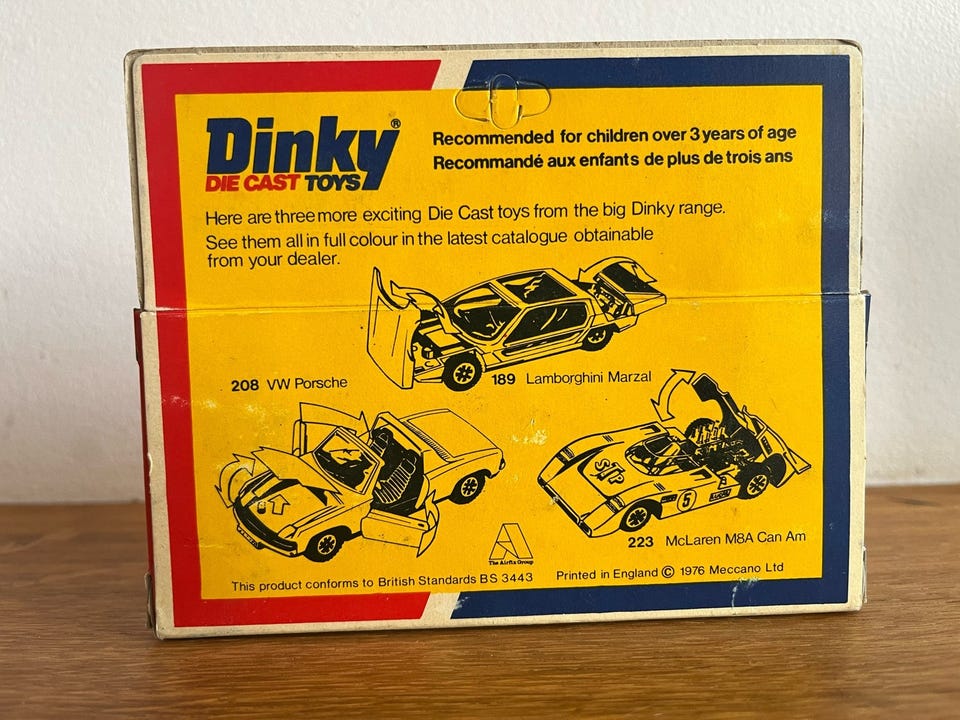 Dinky®
DIE CAST TOYS
Recommended for children over 3 years of age
Recommandé aux enfants de plus de trois ans
Here are three more exciting Die Cast toys from the big Dinky range.
See them all in full colour in the latest catalogue obtainable
from your dealer.
208 VW Porsche
189 Lamborghini Marzal
STP
5
223 McLaren M8A Can Am
The Airfix Group
This product conforms to British Standards BS 3443
Printed in England © 1976 Meccano Ltd